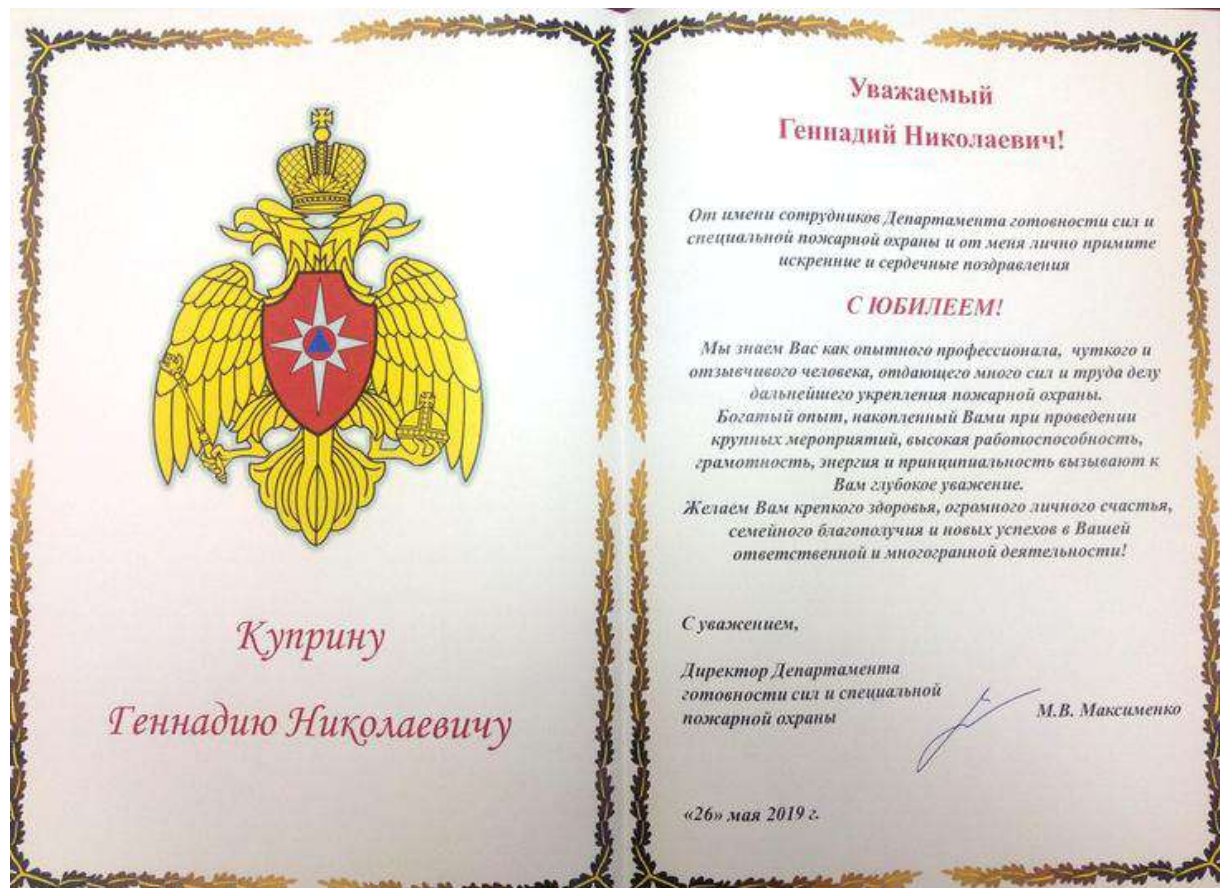 Куприну
Геннадию Николаевичу
Уважаемый
Геннадий Николаевич!
От имени сотрудников Департамента готовности сил и
специальной пожарной охраны и от меня лично примите
искренние и сердечные поздравления
С ЮБИЛЕЕМ!
Мы знаем Вас как опытного профессионала, чуткого и
отзывчивого человека, отдающего много сил и труда делу
дальнейшего укрепления пожарной охраны.
Богатый опыт, накопленный Вами при проведении
крупных мероприятий, высокая работоспособность,
грамотность, энергия и принципиальность вызывают к
Вам глубокое уважение.
Желаем Вам крепкого здоровья, огромного личного счастья,
семейного благополучия и новых успехов в Вашей
ответственной и многогранной деятельности!
С уважением,
Директор Департамента
готовности сил и специальной
пожарной охраны
М.В. Максименко
«26» мая 2019 г.